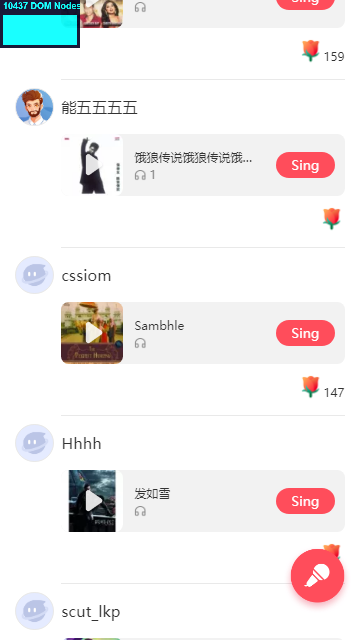 10437 DOM Nodes
Sing
159
能五五五五
饿狼传说饿狼传说饿...
1
Sing
cssiom
Sambhle
Sing
147
Hhhh
发如雪
Sing
scut_lkp